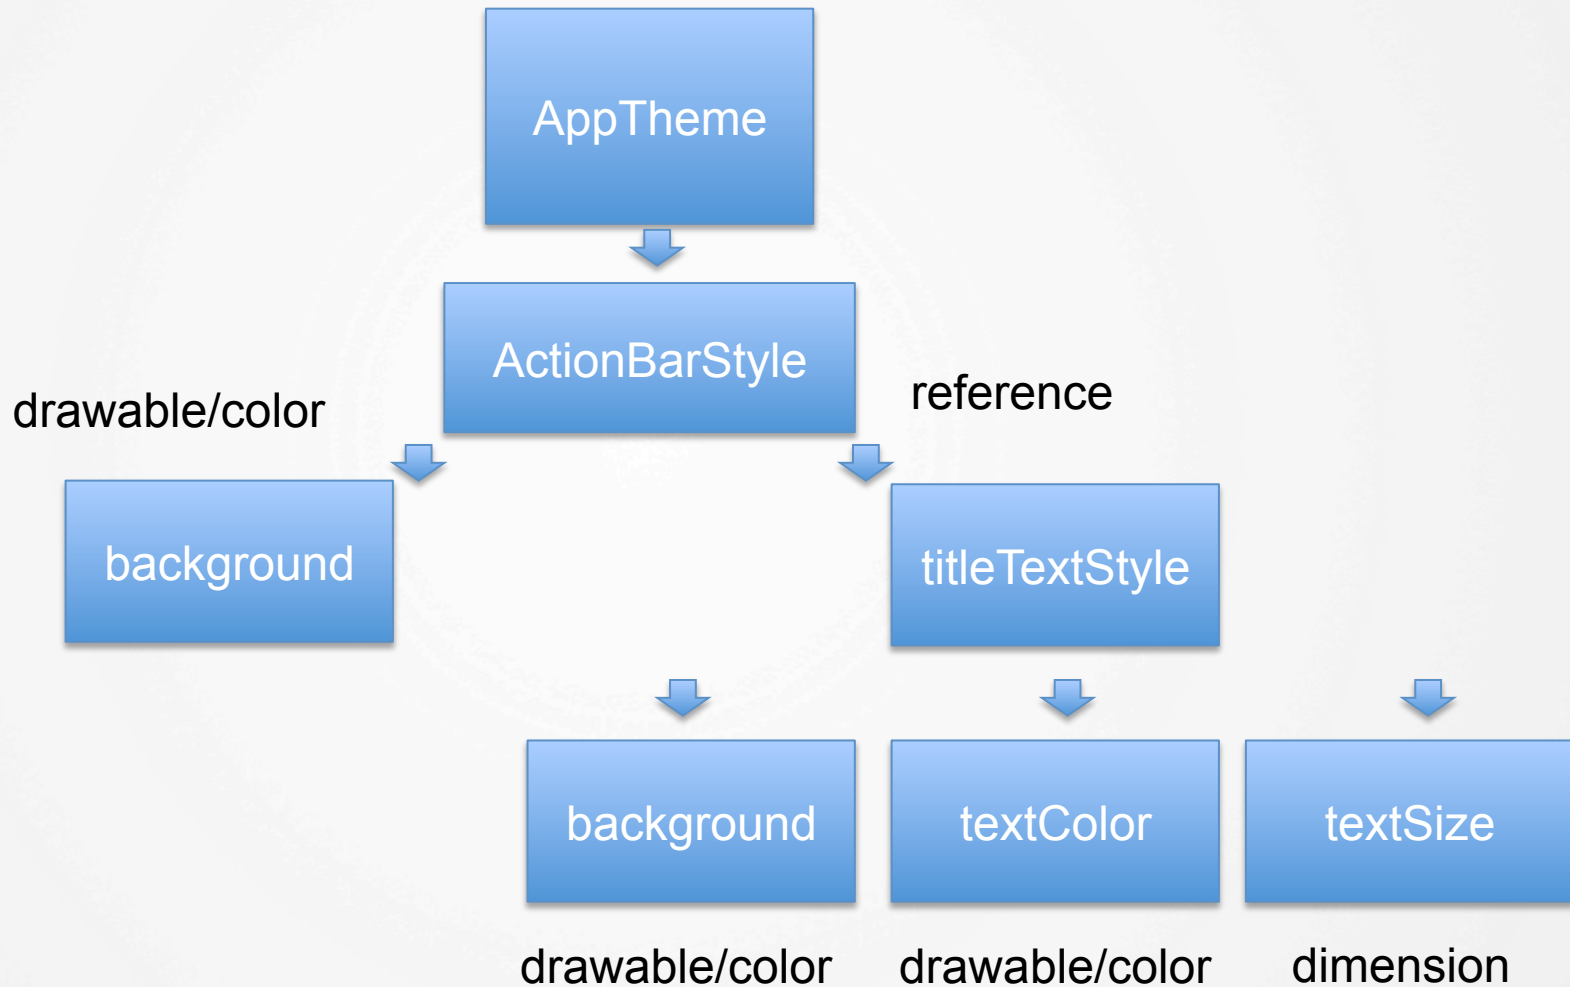 AppTheme
ActionBarStyle
drawable/color
reference
background
titleTextStyle
background
textColor
textSize
drawable/color
drawable/color
dimension